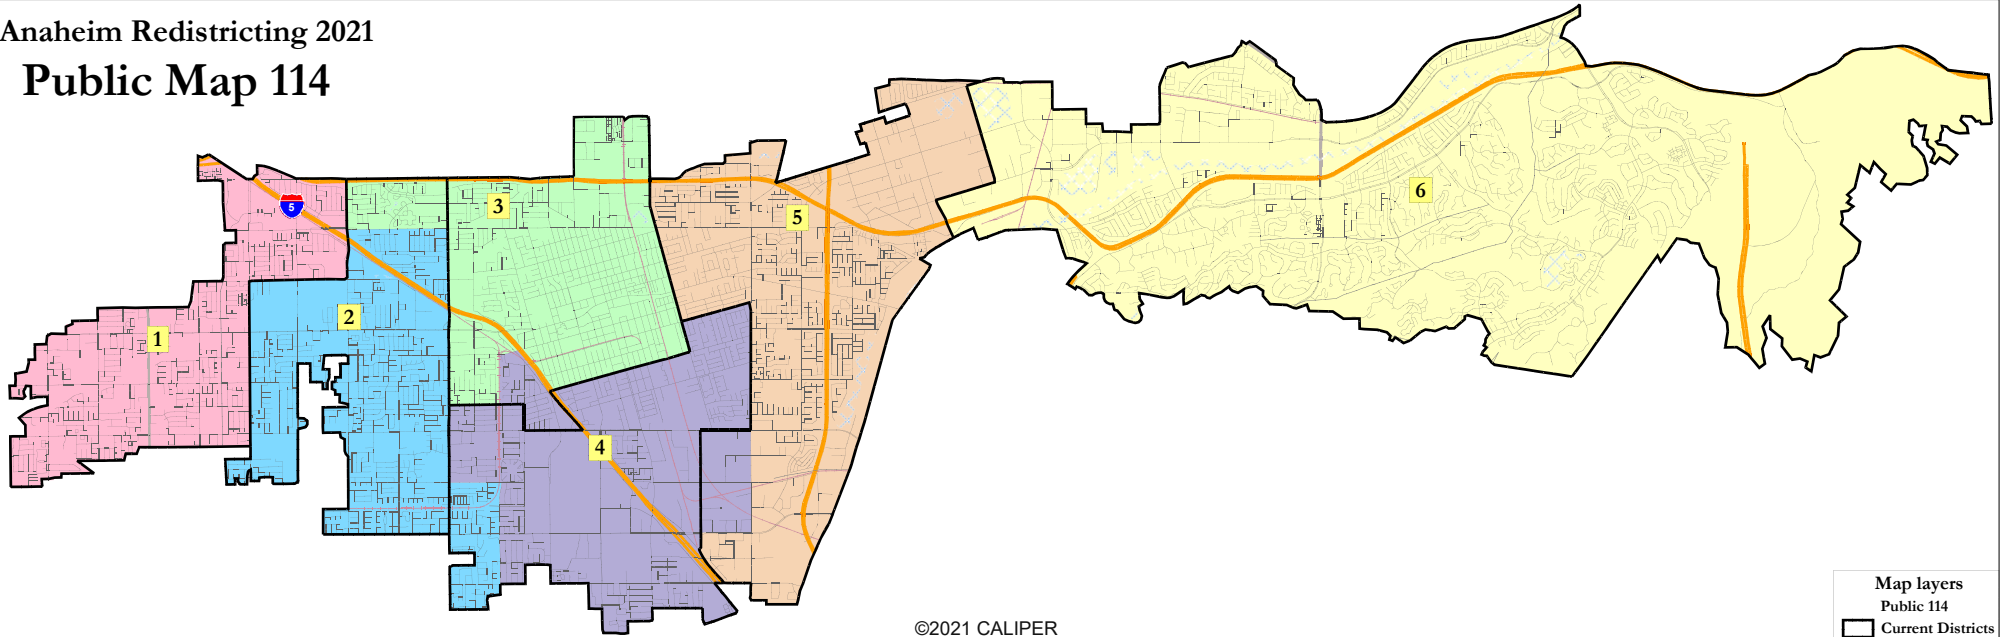 Anaheim Redistricting 2021
Public Map 114
5
3
5
6
2
1
4
Map layers
Public 114
Current Districts
©2021 CALIPER